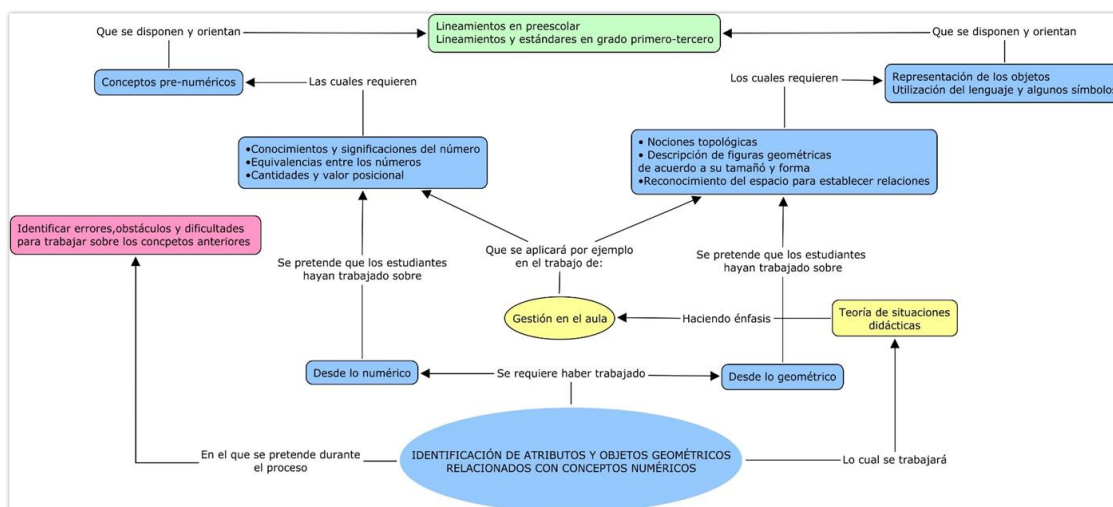 Lineamientos en preescolar
Lineamientos y estándares en grado primero-tercero
Que se disponen y orientan
Que se disponen y orientan
Conceptos pre-numéricos
Las cuales requieren
Los cuales requieren
Representación de los objetos
Utilización del lenguaje y algunos símbolos
•Conocimientos y significaciones del número
•Equivalencias entre los números
•Cantidades y valor posicional
• Nociones topológicas
• Descripción de figuras geométricas
de acuerdo a su tamañó y forma
•Reconocimiento del espacio para establecer relaciones
Identificar errores,obstáculos y dificultades
para trabajar sobre los concpetos anteriores
Se pretende que los estudiantes
hayan trabajado sobre
Que se aplicará por ejemplo
en el trabajo de:
Se pretende que los estudiantes
hayan trabajado sobre
Gestión en el aula
Haciendo énfasis
Teoría de situaciones
didácticas
Desde lo numérico
Se requiere haber trabajado
Desde lo geométrico
En el que se pretende durante
el proceso
IDENTIFICACIÓN DE ATRIBUTOS Y OBJETOS GEOMÉTRICOS
RELACIONADOS CON CONCEPTOS NUMÉRICOS
Lo cual se trabajará